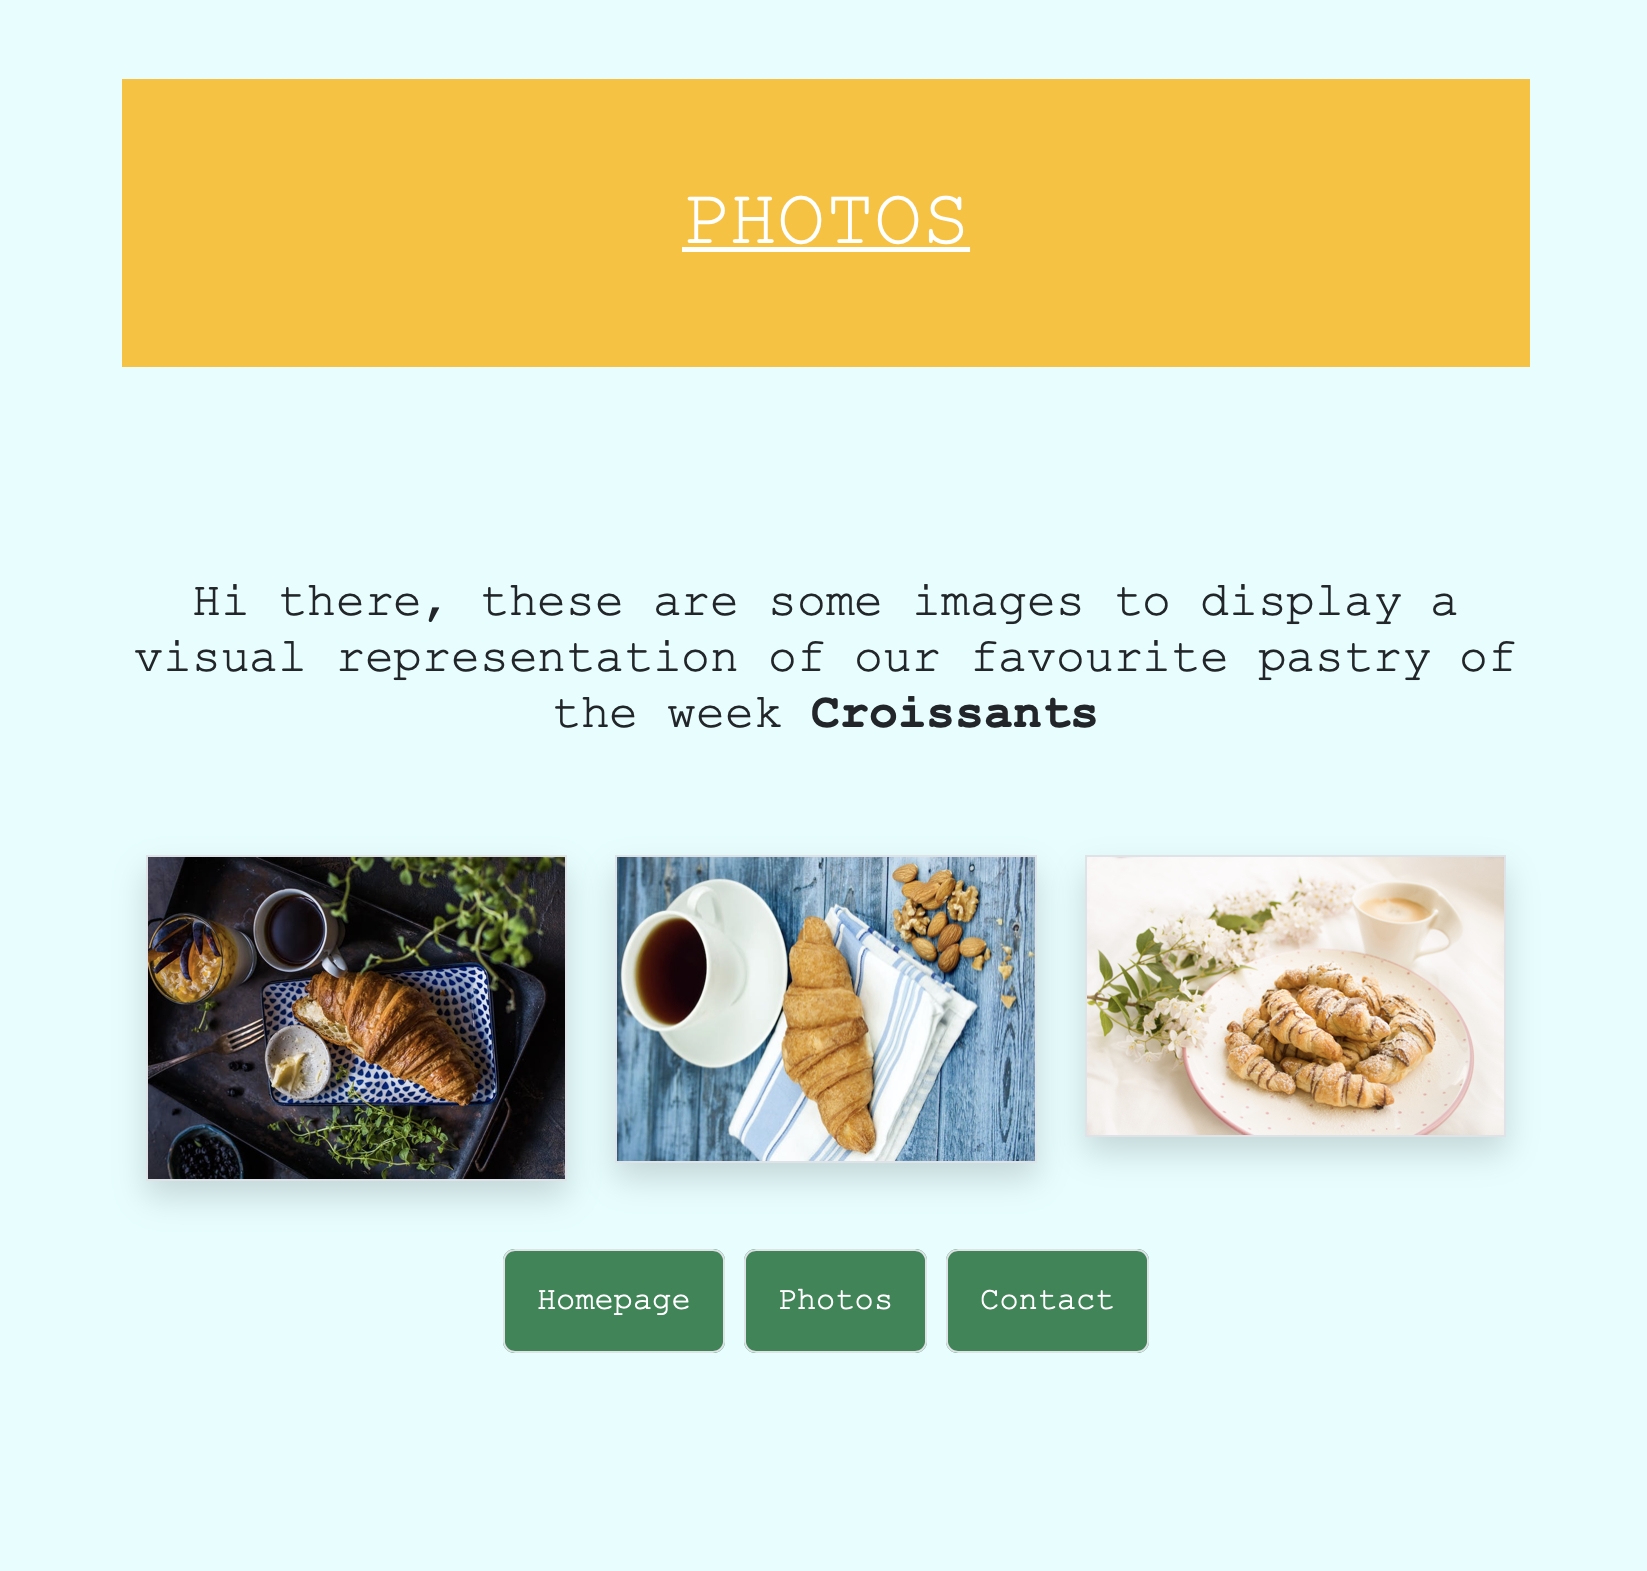 PHOTOS
Hi there, these are some images to display a
visual representation of our favourite pastry of
the week Croissants
Homepage
Photos
Contact